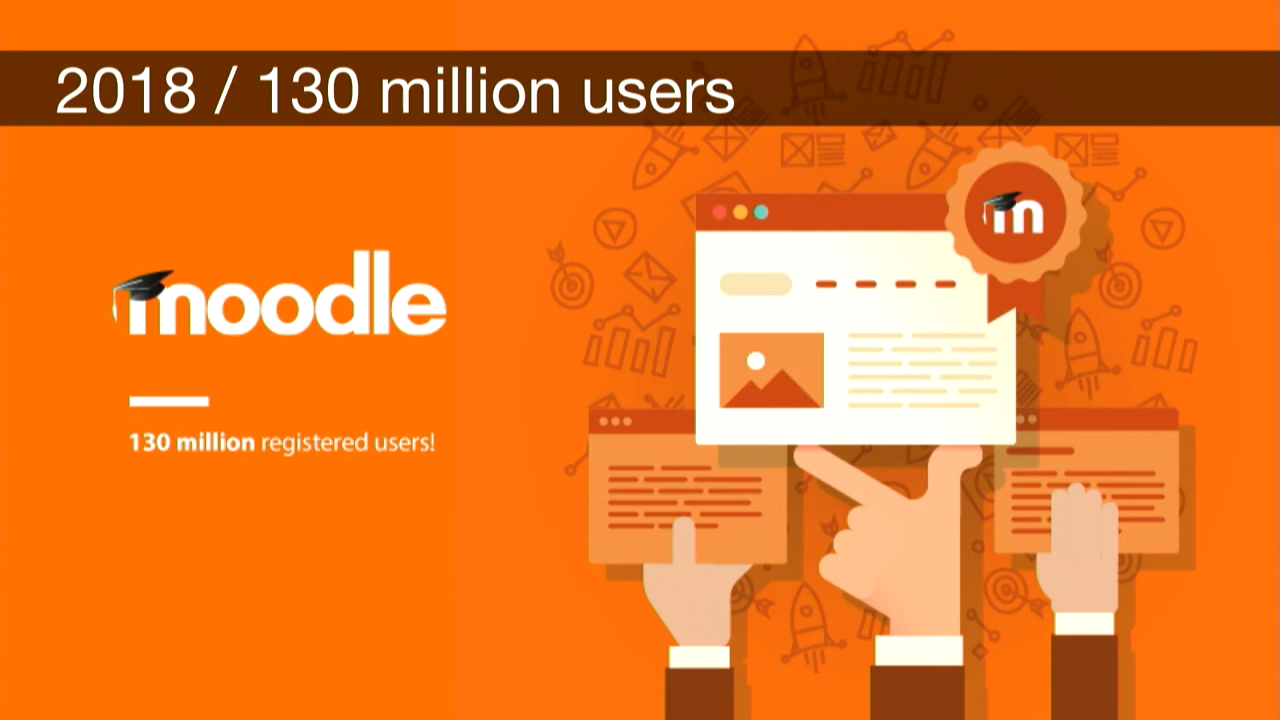 2018 / 130 million users
moodle
130 million registered users!
m